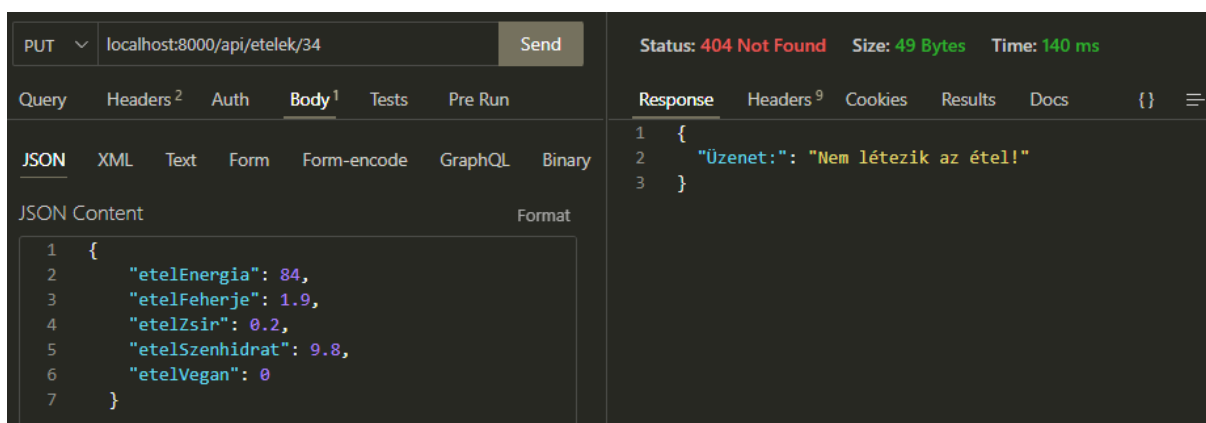 PUT localhost:8000/api/etelek/34 Send
Query Headers 2 Auth Body 1 Tests Pre Run
JSON XML Text Form Form-encode GraphQL Binary
JSON Content Format
1 {
2 "etelEnergia": 84,
3 "etelFeherje": 1.9,
4 "etelZsir": 0.2,
5 "etelSzenhidrat": 9.8,
6 "etelVegan": 0
7 }
Status: 404 Not Found Size: 49 Bytes Time: 140 ms
Response Headers 9 Cookies Results Docs {}
1 {
2 "Üzenet:": "Nem létezik az étel!"
3 }